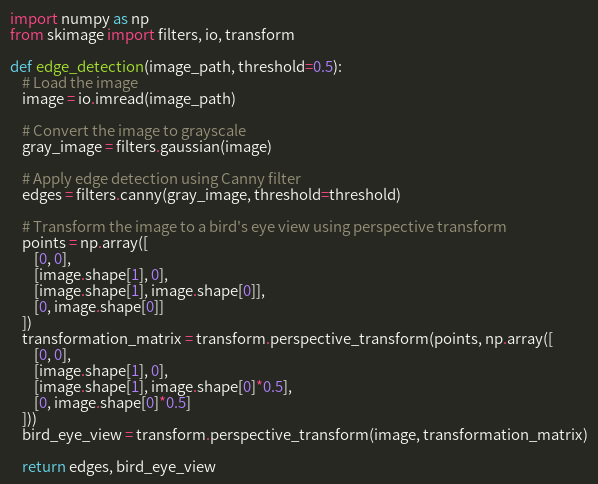 import numpy as np
from skimage import filters, io, transform

def edge_detection(image_path, threshold=0.5):
    # Load the image
    image = io.imread(image_path)

    # Convert the image to grayscale
    gray_image = filters.gaussian(image)

    # Apply edge detection using Canny filter
    edges = filters.canny(gray_image, threshold=threshold)

    # Transform the image to a bird's eye view using perspective transform
    points = np.array([
        [0, 0],
        [image.shape[1], 0],
        [image.shape[1], image.shape[0]],
        [0, image.shape[0]]
    ])
    transformation_matrix = transform.perspective_transform(points, np.array([
        [0, 0],
        [image.shape[1], 0],
        [image.shape[1], image.shape[0]*0.5],
        [0, image.shape[0]*0.5]
    ]))
    bird_eye_view = transform.perspective_transform(image, transformation_matrix)

    return edges, bird_eye_view